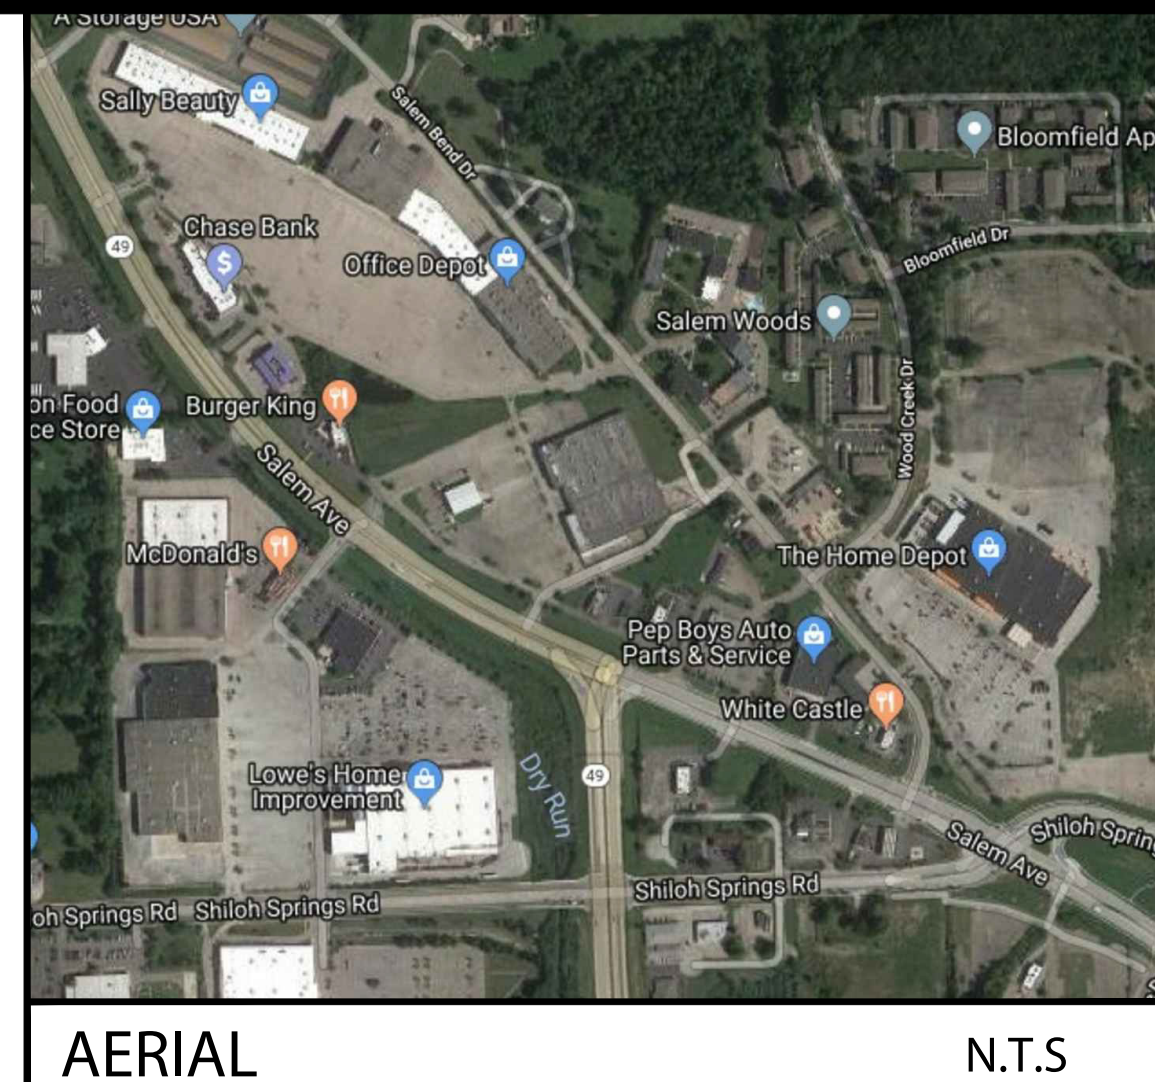 A Storage USA
Sally Beauty
Salem Bend Dr
Bloomfield Ap
Chase Bank
49
Office Depot
Bloomfield Dr
Salem Woods
on Food
ce Store
Burger King
Wood Creek Dr
Salem Ave
McDonald's
The Home Depot
Pep Boys Auto
Parts & Service
White Castle
Lowe's Home
Improvement
Dry Run
49
Salem Ave
Shiloh Spring
Shiloh Springs Rd
oh Springs Rd
Shiloh Springs Rd
AERIAL
N.T.S